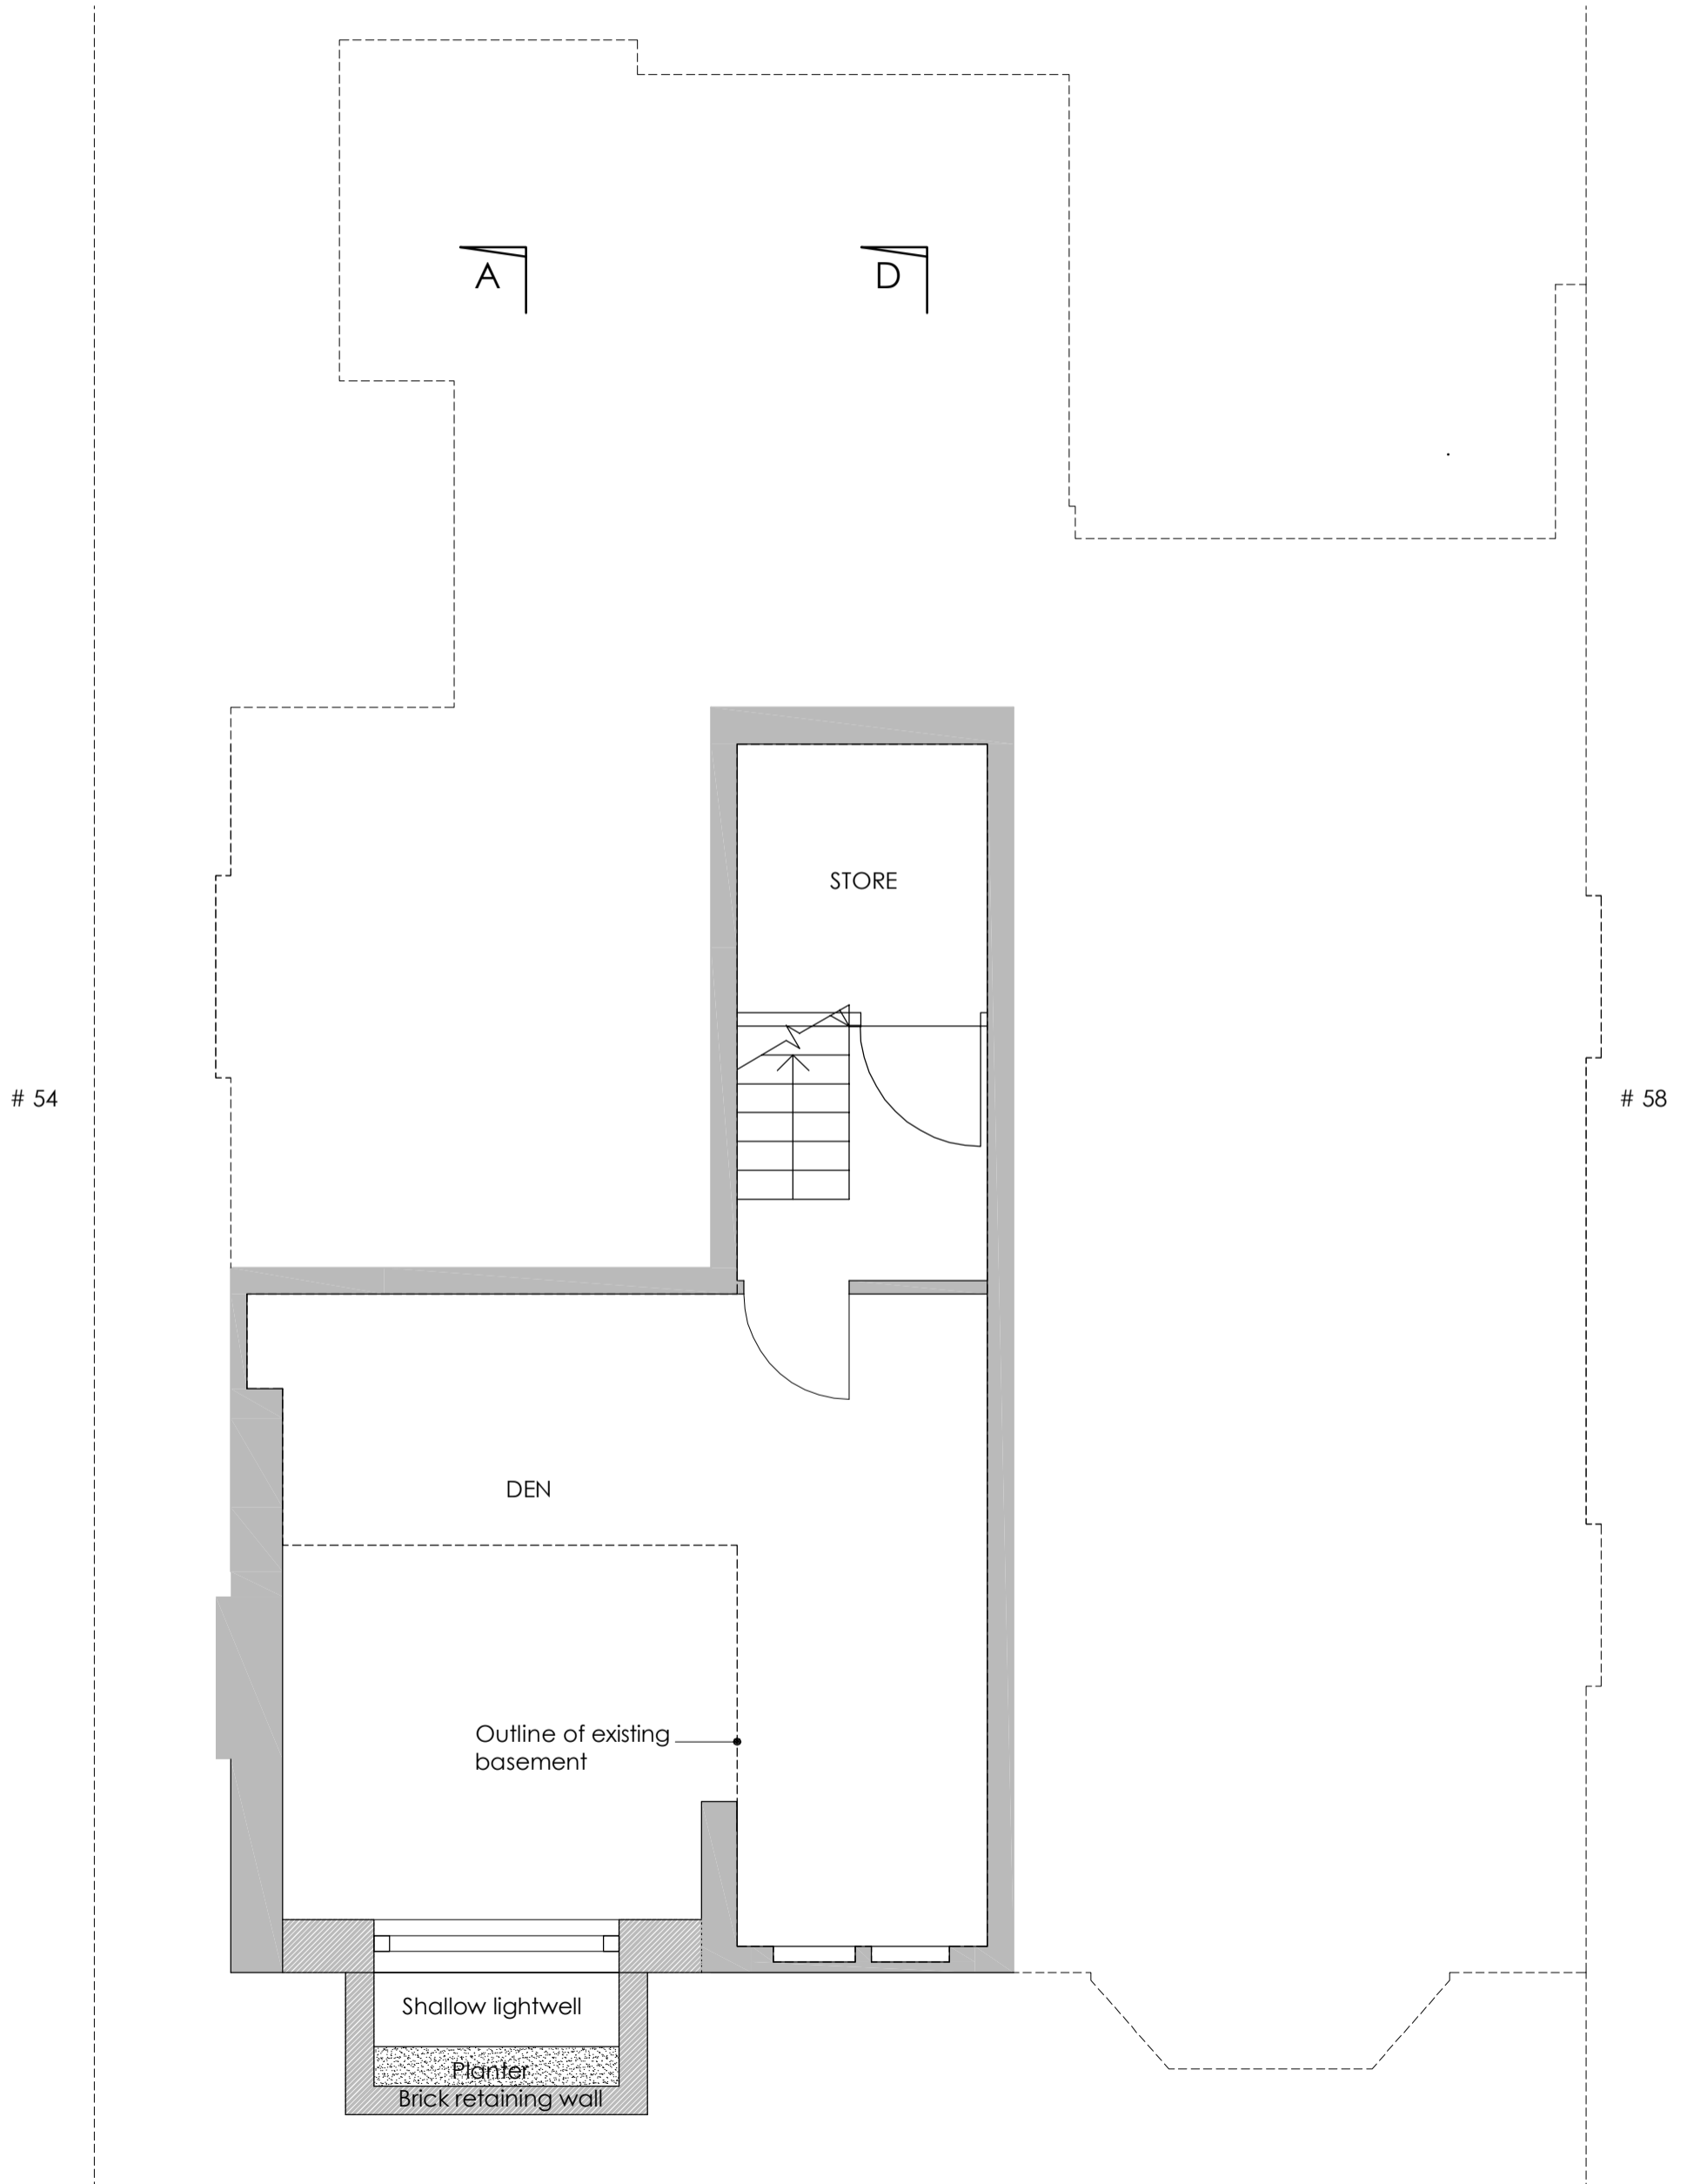 A
D
STORE
# 54
# 58
DEN
Outline of existing
basement
Shallow lightwell
Planter
Brick retaining wall